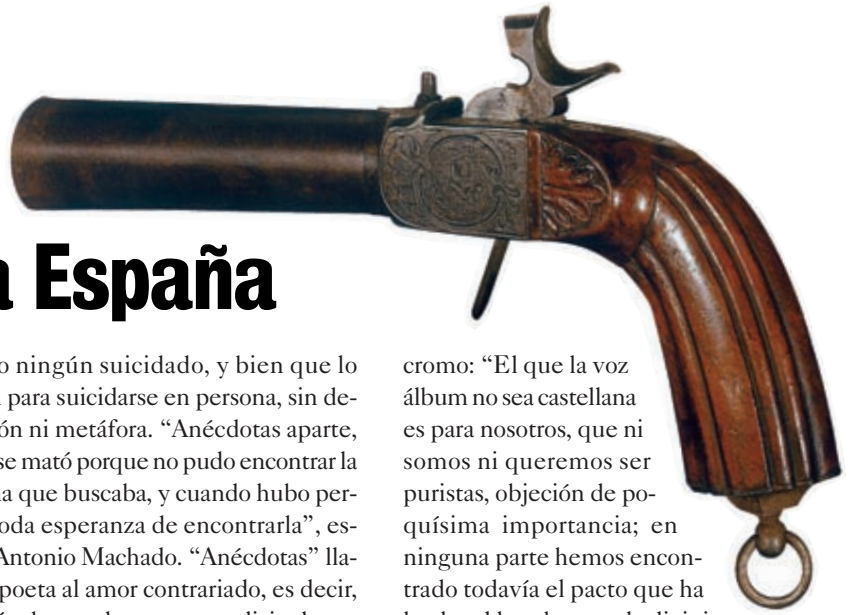 a España
o ningún suicidado, y bien que lo
para suicidarse en persona, sin de-
ón ni metáfora. “Anécdotas aparte,
se mató porque no pudo encontrar la
a que buscaba, y cuando hubo per-
oda esperanza de encontrarla”, es-
Antonio Machado. “Anécdotas” lla-
poeta al amor contrariado, es decir,
cromo: “El que la voz
álbum no sea castellana
es para nosotros, que ni
somos ni queremos ser
puristas, objeción de po-
quísima importancia; en
ninguna parte hemos encon-
trado todavía el pacto que ha